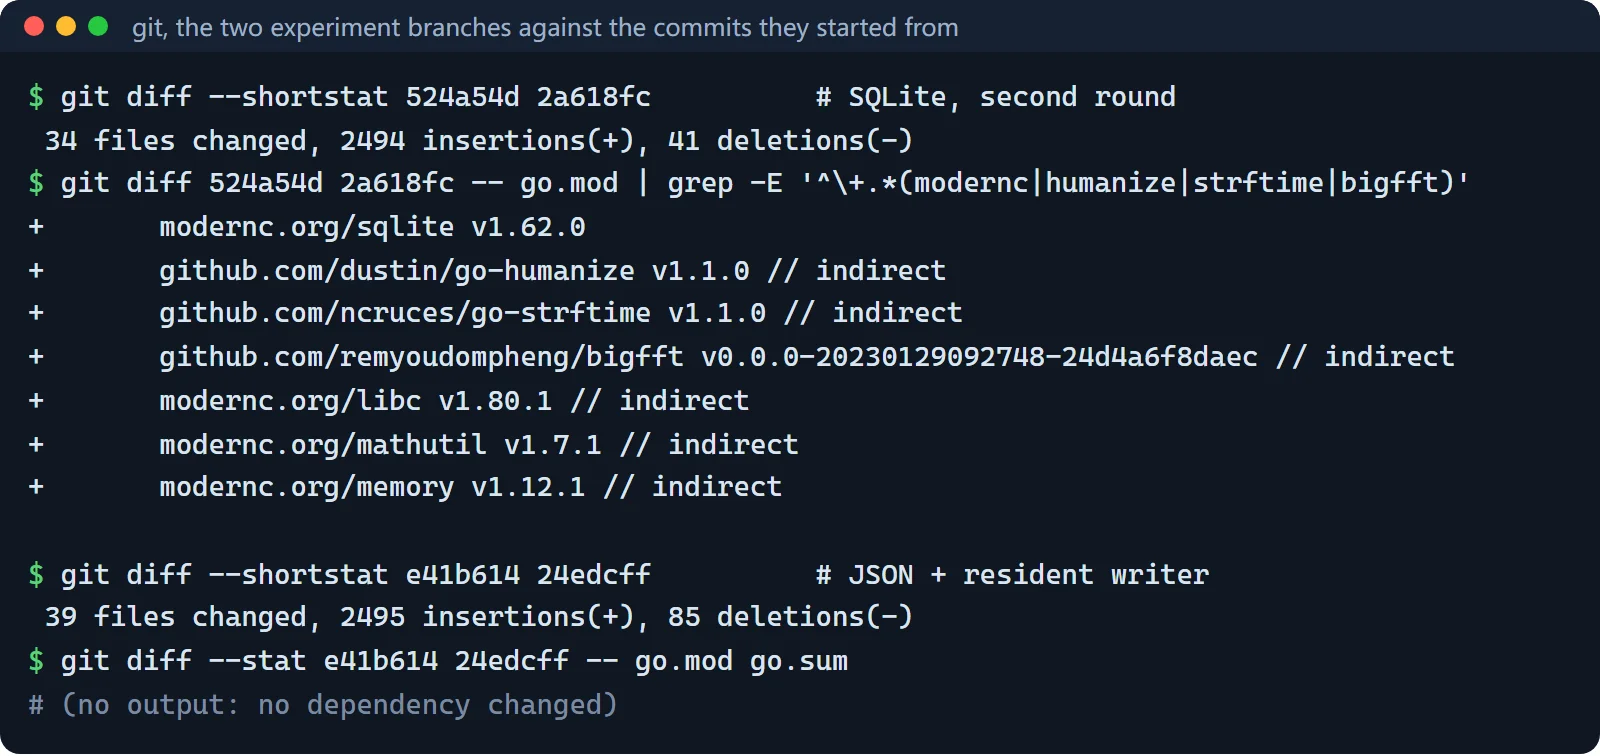 git, the two experiment branches against the commits they started from
$ git diff --shortstat 524a54d 2a618fc          # SQLite, second round
 34 files changed, 2494 insertions(+), 41 deletions(-)
$ git diff 524a54d 2a618fc -- go.mod | grep -E '^\+.*(modernc|humanize|strftime|bigfft)'
+       modernc.org/sqlite v1.62.0
+       github.com/dustin/go-humanize v1.1.0 // indirect
+       github.com/ncruces/go-strftime v1.1.0 // indirect
+       github.com/remyoudompheng/bigfft v0.0.0-20230129092748-24d4a6f8daec // indirect
+       modernc.org/libc v1.80.1 // indirect
+       modernc.org/mathutil v1.7.1 // indirect
+       modernc.org/memory v1.12.1 // indirect
$ git diff --shortstat e41b614 24edcff          # JSON + resident writer
 39 files changed, 2495 insertions(+), 85 deletions(-)
$ git diff --stat e41b614 24edcff -- go.mod go.sum
# (no output: no dependency changed)